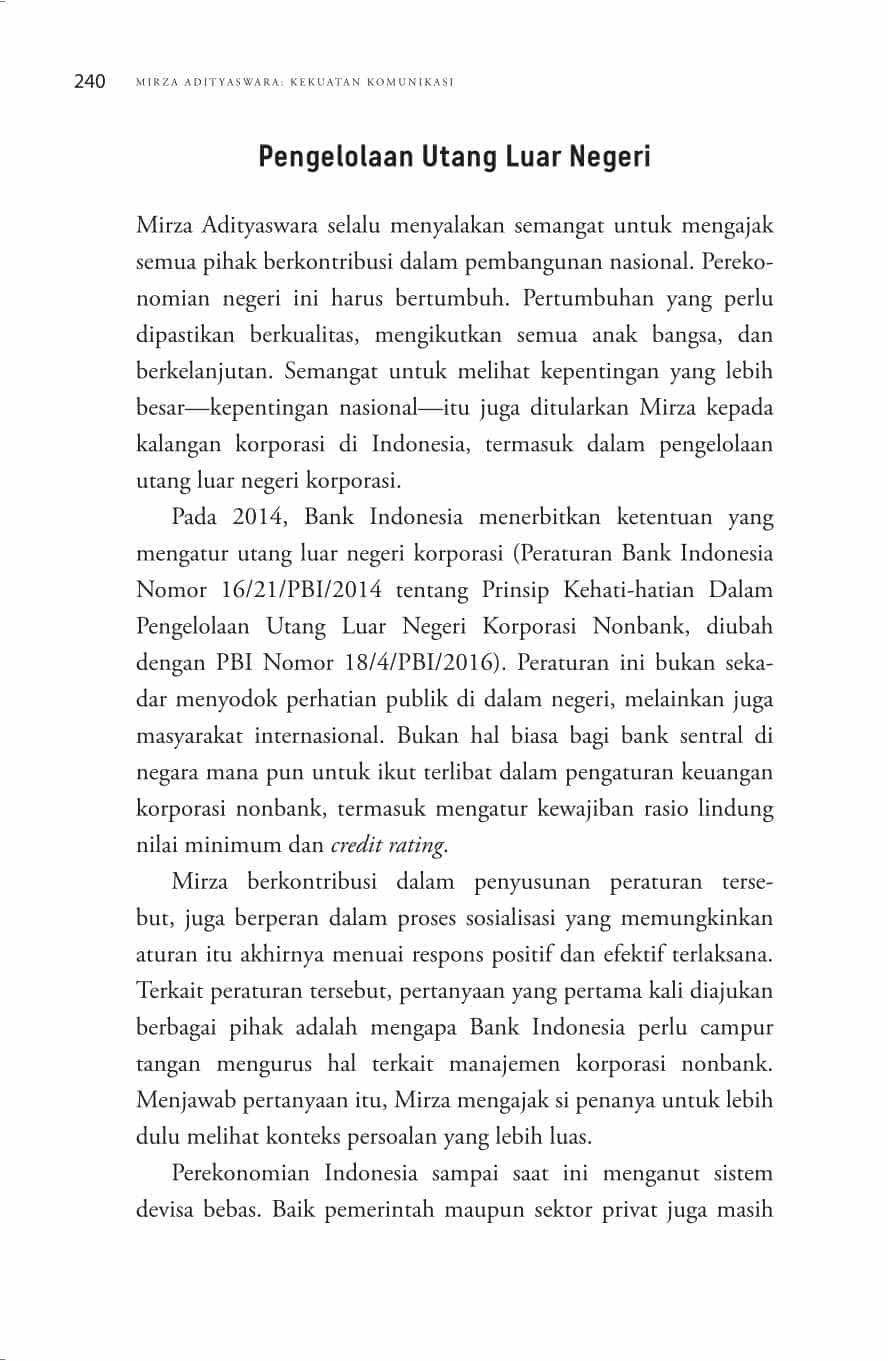 240 MIRZA ADITYASWARA: KEKUATAN KOMUNIKASI
Pengelolaan Utang Luar Negeri
Mirza Adityaswara selalu menyalakan semangat untuk mengajak
semua pihak berkontribusi dalam pembangunan nasional. Pereko-
nomian negeri ini harus bertumbuh. Pertumbuhan yang perlu
dipastikan berkualitas, mengikutkan semua anak bangsa, dan
berkelanjutan. Semangat untuk melihat kepentingan yang lebih
besar—kepentingan nasional—itu juga ditularkan Mirza kepada
kalangan korporasi di Indonesia, termasuk dalam pengelolaan
utang luar negeri korporasi.
Pada 2014, Bank Indonesia menerbitkan ketentuan yang
mengatur utang luar negeri korporasi (Peraturan Bank Indonesia
Nomor 16/21/PBI/2014 tentang Prinsip Kehati-hatian Dalam
Pengelolaan Utang Luar Negeri Korporasi Nonbank, diubah
dengan PBI Nomor 18/4/PBI/2016). Peraturan ini bukan seka-
dar menyodok perhatian publik di dalam negeri, melainkan juga
masyarakat internasional. Bukan hal biasa bagi bank sentral di
negara mana pun untuk ikut terlibat dalam pengaturan keuangan
korporasi nonbank, termasuk mengatur kewajiban rasio lindung
nilai minimum dan credit rating.
Mirza berkontribusi dalam penyusunan peraturan terse-
but, juga berperan dalam proses sosialisasi yang memungkinkan
aturan itu akhirnya menuai respons positif dan efektif terlaksana.
Terkait peraturan tersebut, pertanyaan yang pertama kali diajukan
berbagai pihak adalah mengapa Bank Indonesia perlu campur
tangan mengurus hal terkait manajemen korporasi nonbank.
Menjawab pertanyaan itu, Mirza mengajak si penanya untuk lebih
dulu melihat konteks persoalan yang lebih luas.
Perekonomian Indonesia sampai saat ini menganut sistem
devisa bebas. Baik pemerintah maupun sektor privat juga masih